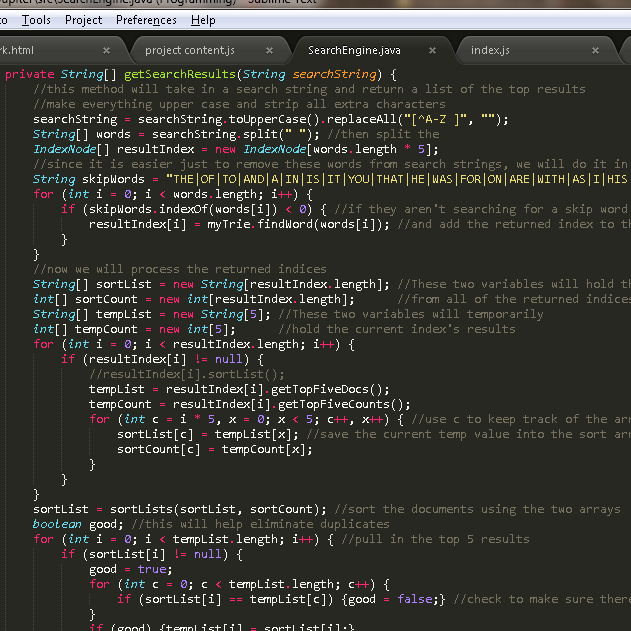 Jupiter\src\SearchEngine.java (Programming) - Sublime Text
Tools Project Preferences Help
rk.html × project content.js × SearchEngine.java × index.js ×
private String[] getSearchResults(String searchString) {
//this method will take in a search string and return a list of the top results
//make everything upper case and strip all extra characters
searchString = searchString.toUpperCase().replaceAll("[^A-Z ]", "");
String[] words = searchString.split(" "); //then split the
IndexNode[] resultIndex = new IndexNode[words.length * 5];
//since it is easier just to remove these words from search strings, we will do it in
String skipWords = "THE|OF|TO|AND|A|IN|IS|IT|YOU|THAT|HE|WAS|FOR|ON|ARE|WITH|AS|I|HIS
for (int i = 0; i < words.length; i++) {
if (skipWords.indexOf(words[i]) < 0) { //if they aren't searching for a skip word
resultIndex[i] = myTrie.findWord(words[i]); //and add the returned index to th
}
}
//now we will process the returned indices
String[] sortList = new String[resultIndex.length]; //These two variables will hold th
int[] sortCount = new int[resultIndex.length]; //from all of the returned indices
String[] tempList = new String[5]; //These two variables will temporarily
int[] tempCount = new int[5]; //hold the current index's results
for (int i = 0; i < resultIndex.length; i++) {
if (resultIndex[i] != null) {
//resultIndex[i].sortList();
tempList = resultIndex[i].getTopFiveDocs();
tempCount = resultIndex[i].getTopFiveCounts();
for (int c = i * 5, x = 0; x < 5; c++, x++) { //use c to keep track of the arr
sortList[c] = tempList[x]; //save the current temp value into the sort arr
sortCount[c] = tempCount[x];
}
}
}
sortList = sortLists(sortList, sortCount); //sort the documents using the two arrays
boolean good; //this will help eliminate duplicates
for (int i = 0; i < tempList.length; i++) { //pull in the top 5 results
if (sortList[i] != null) {
good = true;
for (int c = 0; c < tempList.length; c++) {
if (sortList[i] == tempList[c]) {good = false;} //check to make sure there
}
if (good) {tempList[i] = sortList[i];}